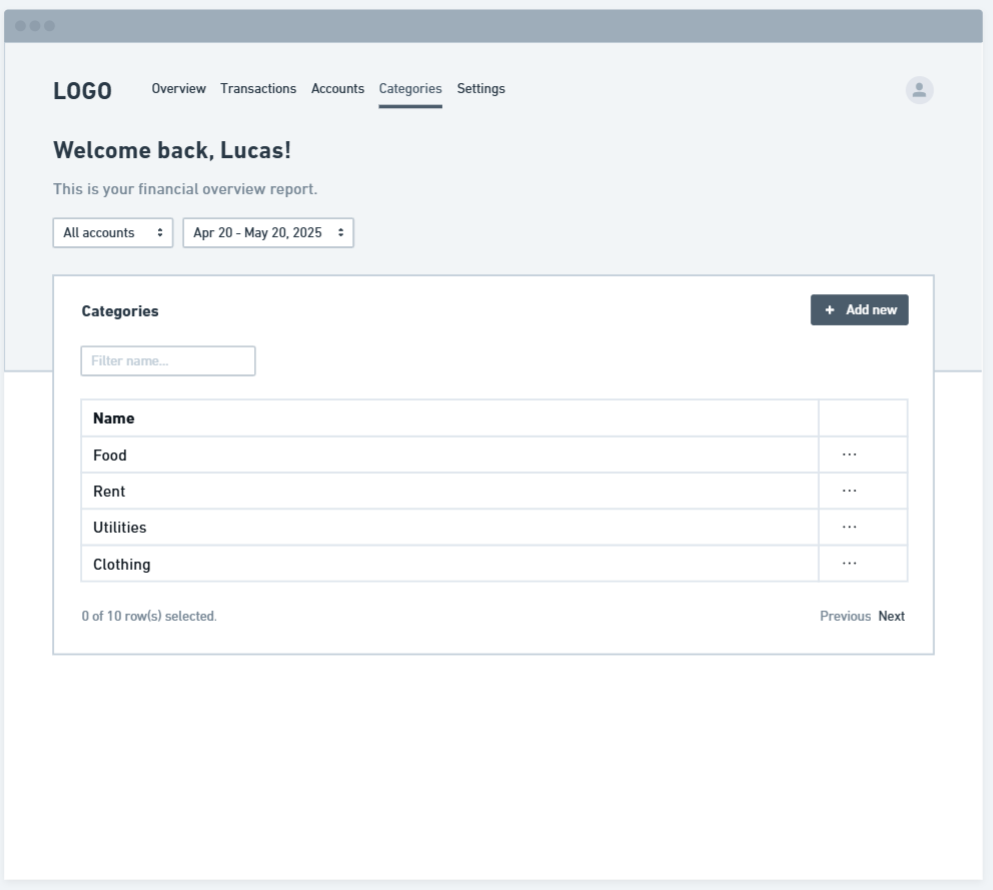 LOGO Overview Transactions Accounts Categories Settings
Welcome back, Lucas!
This is your financial overview report.
All accounts Apr 20 - May 20, 2025
Categories + Add new
Filter name...
Name
Food ...
Rent ...
Utilities ...
Clothing ...
0 of 10 row(s) selected. Previous Next